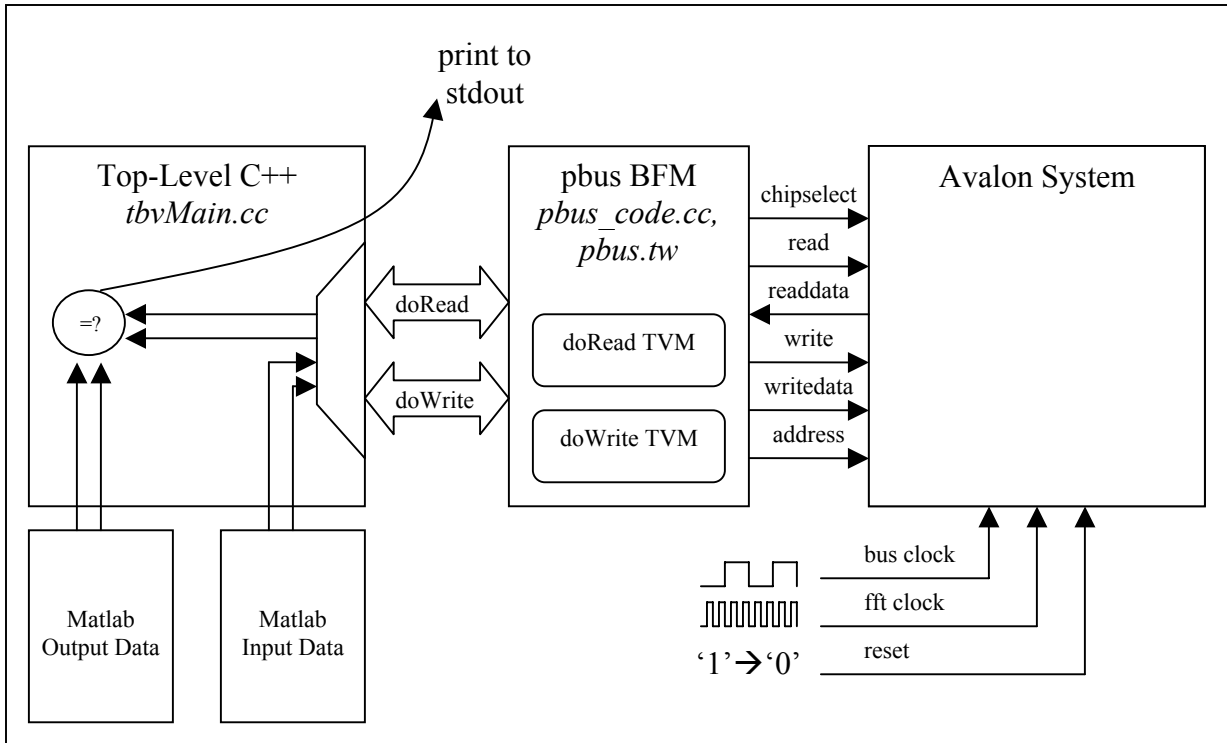 print to
stdout
Top-Level C++
tbvMain.cc
=?
doRead
doWrite
Matlab
Output Data
Matlab
Input Data
pbus BFM
pbus_code.cc,
pbus.tw
doRead TVM
doWrite TVM
chipselect
read
readdata
write
writedata
address
Avalon System
bus clock
fft clock
‘1’→‘0’ reset